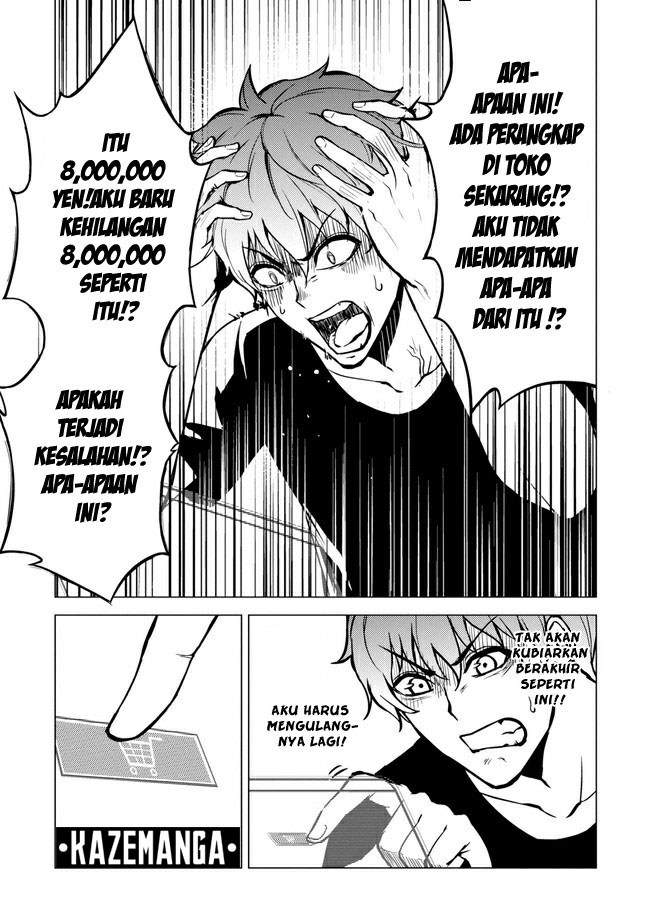 APA-
APAAN INI!
ADA PERANGKAP
DI TOKO
SEKARANG!?
AKU TIDAK
MENDAPATKAN
APA-APA
DARI ITU !?
ITU
8,000,000
YEN!AKU BARU
KEHILANGAN
8,000,000
SEPERTI
ITU!?
APAKAH
TERJADI
KESALAHAN!?
APA-APAAN
INI?
TAK AKAN
KUBIARKAN
BERAKHIR
SEPERTI
INI!!
AKU HARUS
MENGULANG-
NYA LAGI!
•KAZEMANGA•